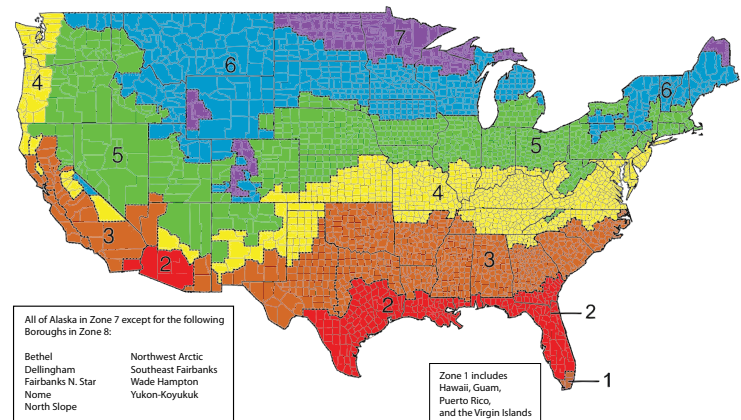 7
6
6
4
5
5
4
3
3
2
2
2
1
All of Alaska in Zone 7 except for the following
Boroughs in Zone 8:
Bethel
Dellingham
Fairbanks N. Star
Nome
North Slope
Northwest Arctic
Southeast Fairbanks
Wade Hampton
Yukon-Koyukuk
Zone 1 includes
Hawaii, Guam,
Puerto Rico,
and the Virgin Islands